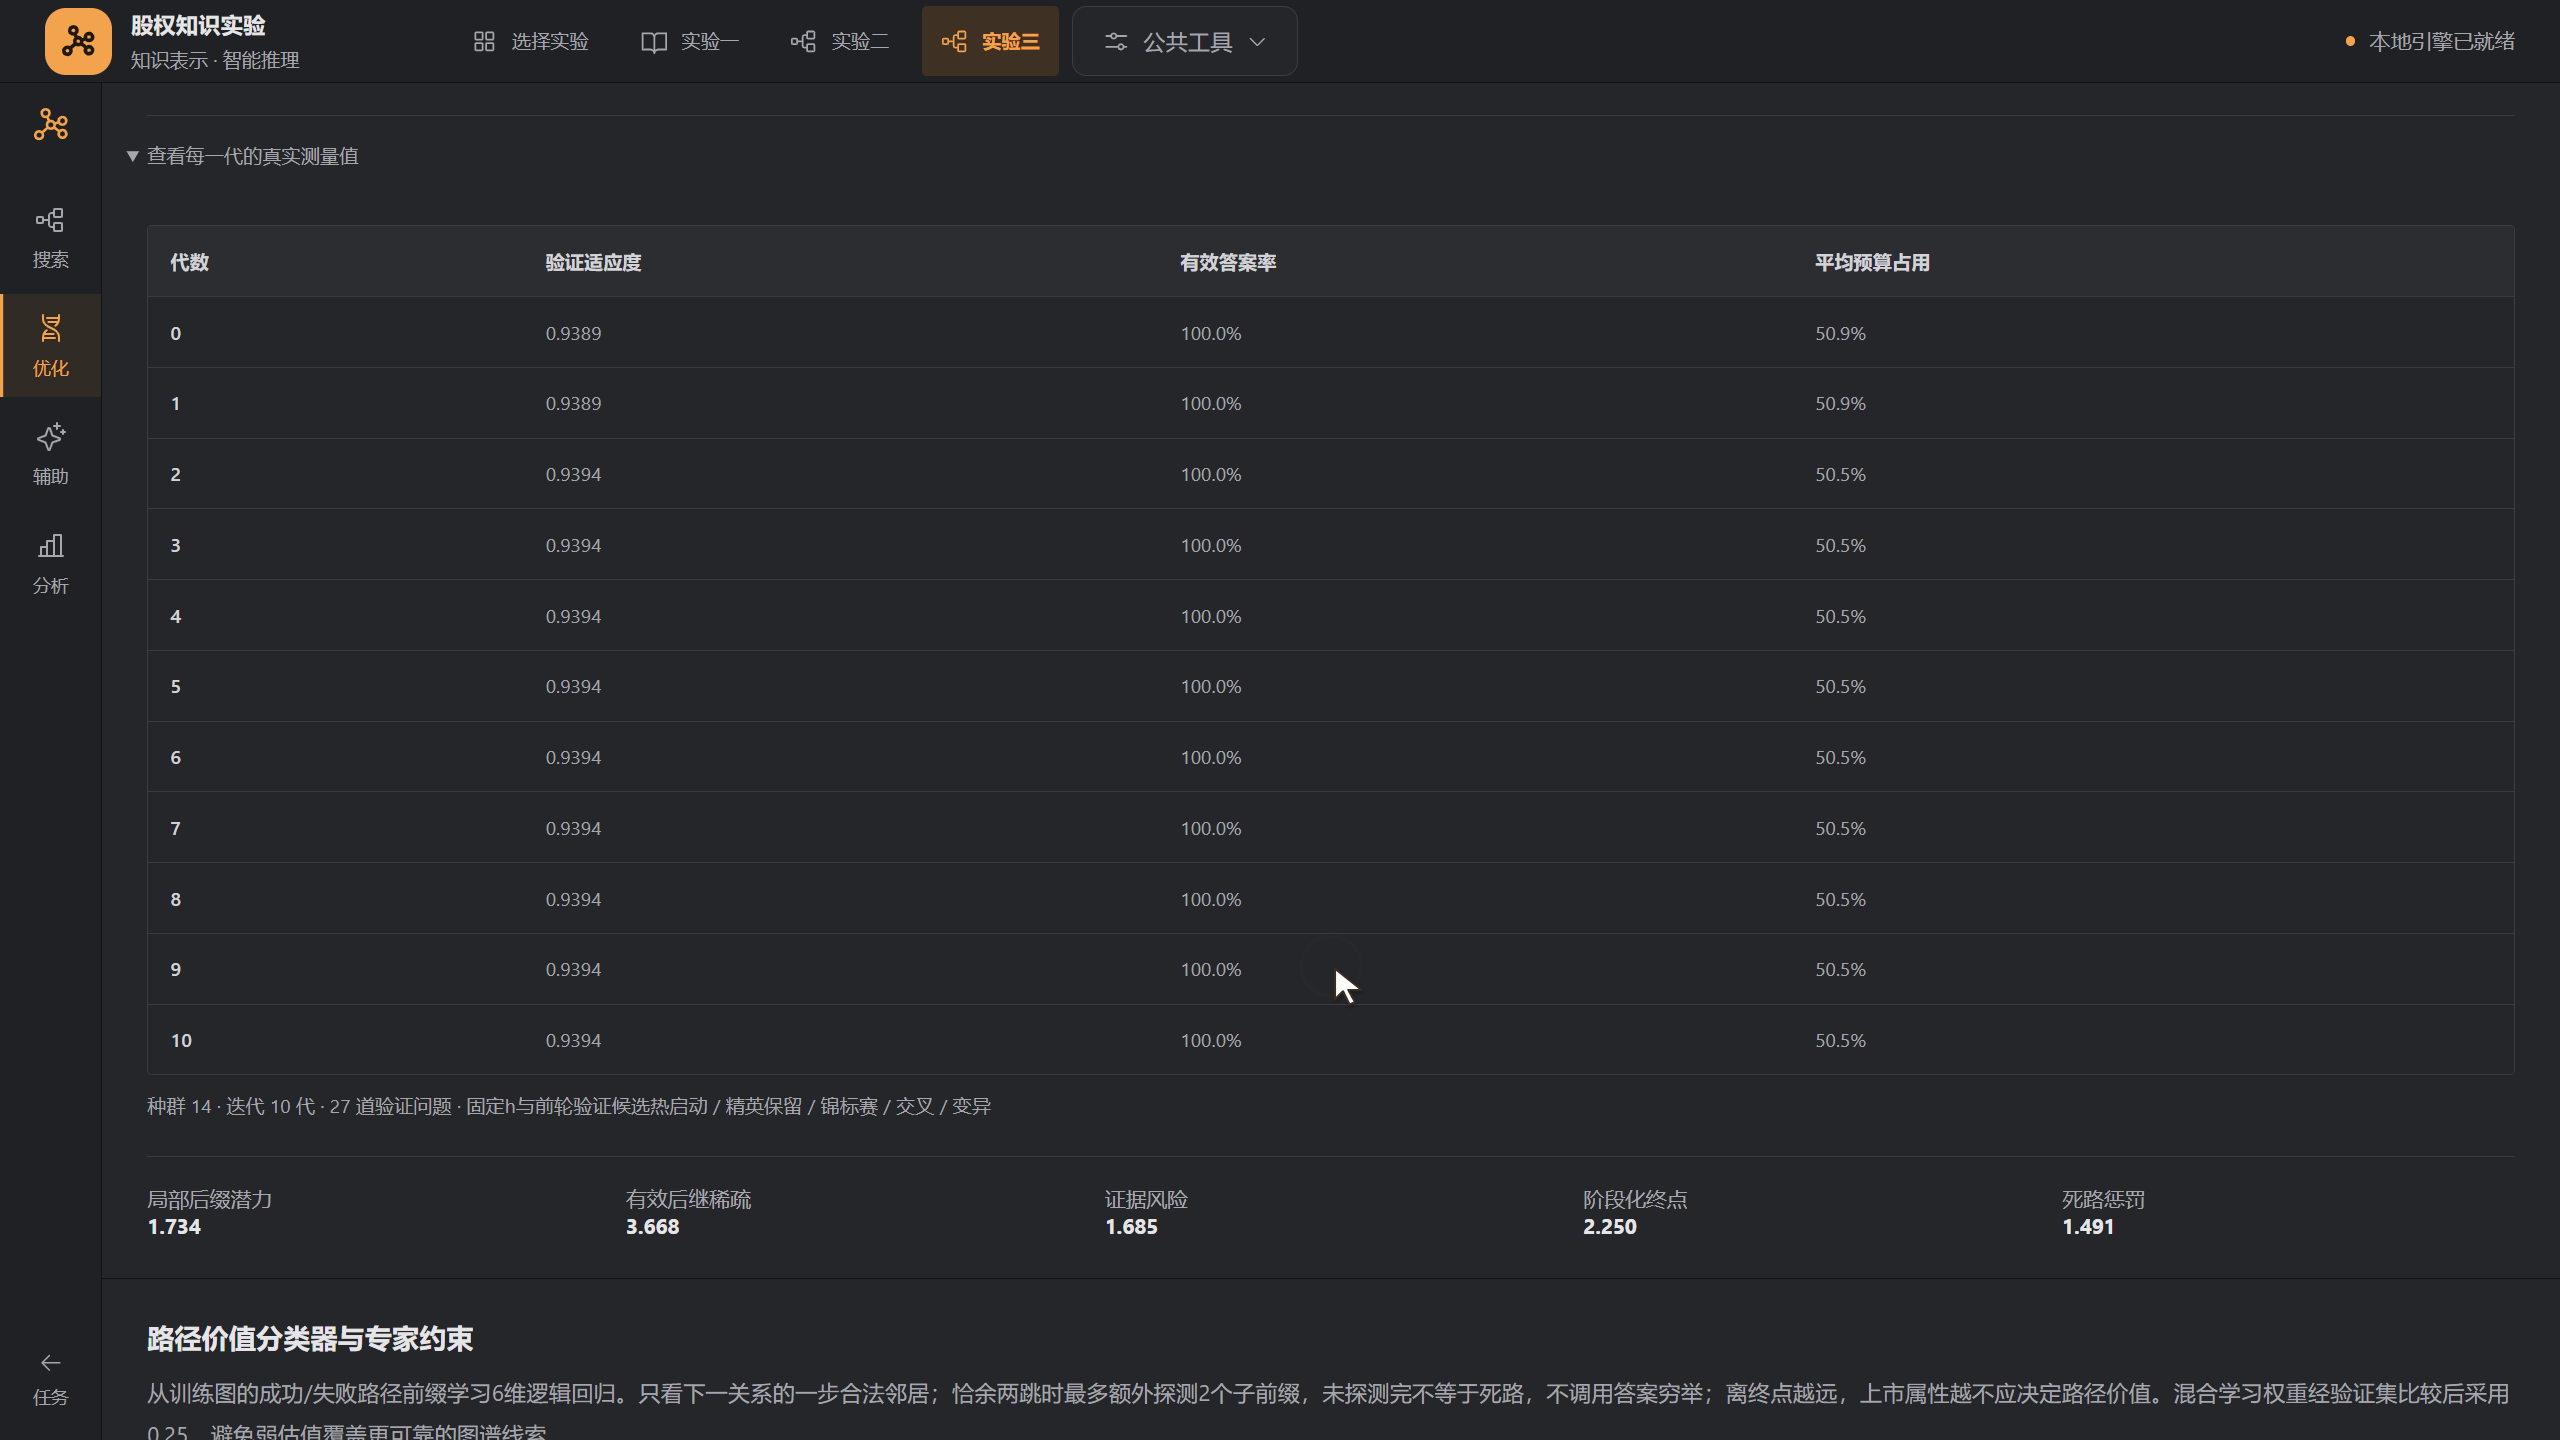 股权知识实验
知识表示 · 智能推理
选择实验
实验一
实验二
实验三
公共工具
本地引擎已就绪
搜索
优化
辅助
分析
任务
查看每一代的真实测量值
代数 验证适应度 有效答案率 平均预算占用
0 0.9389 100.0% 50.9%
1 0.9389 100.0% 50.9%
2 0.9394 100.0% 50.5%
3 0.9394 100.0% 50.5%
4 0.9394 100.0% 50.5%
5 0.9394 100.0% 50.5%
6 0.9394 100.0% 50.5%
7 0.9394 100.0% 50.5%
8 0.9394 100.0% 50.5%
9 0.9394 100.0% 50.5%
10 0.9394 100.0% 50.5%
种群 14 · 迭代 10 代 · 27 道验证问题 · 固定h与前轮验证候选热启动 / 精英保留 / 锦标赛 / 交叉 / 变异
局部后缀潜力 有效后继稀疏 证据风险 阶段化终点 死路惩罚
1.734 3.668 1.685 2.250 1.491
路径价值分类器与专家约束
从训练图的成功/失败路径前缀学习6维逻辑回归。只看下一关系的一步合法邻居；恰余两跳时最多额外探测2个子前缀，未探测完不等于死路，不调用答案穷举；离终点越远，上市属性越不应决定路径价值。混合学习权重经验证集比较后采用
0.25，避免弱估值覆盖更可靠的图谱线索